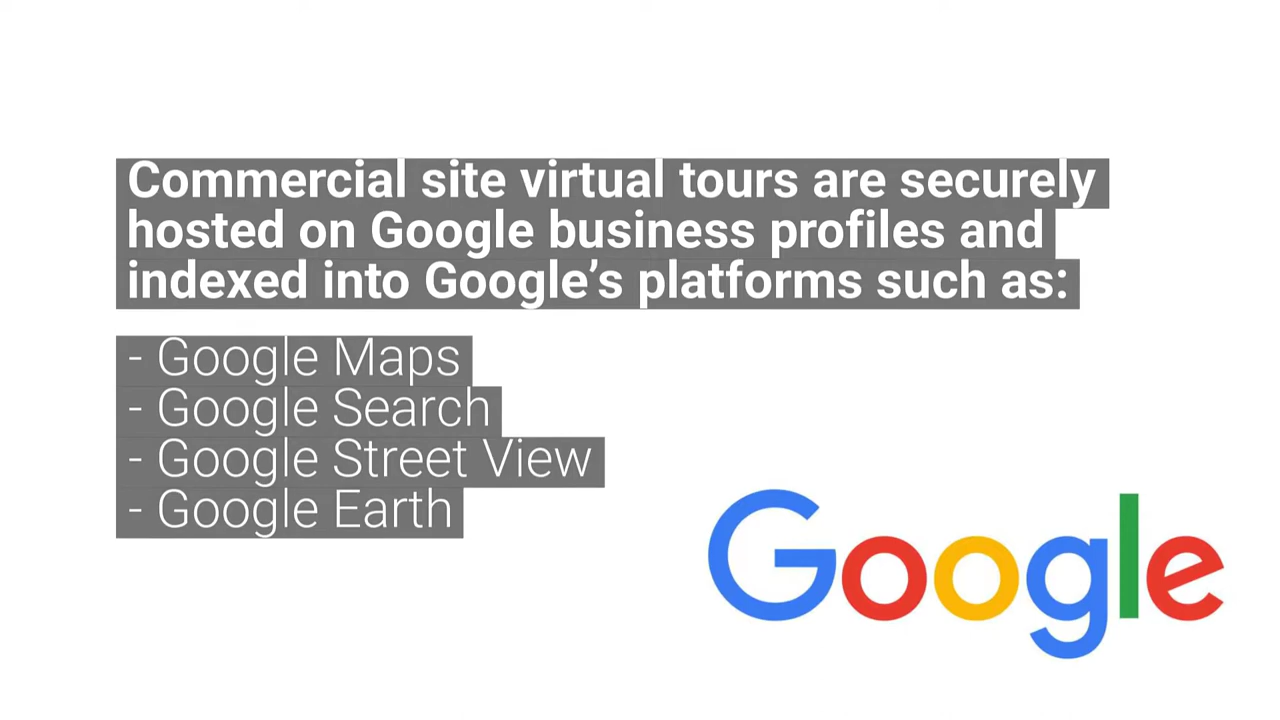 Commercial site virtual tours are securely
hosted on Google business profiles and
indexed into Google’s platforms such as:
- Google Maps
- Google Search
- Google Street View
- Google Earth
Google